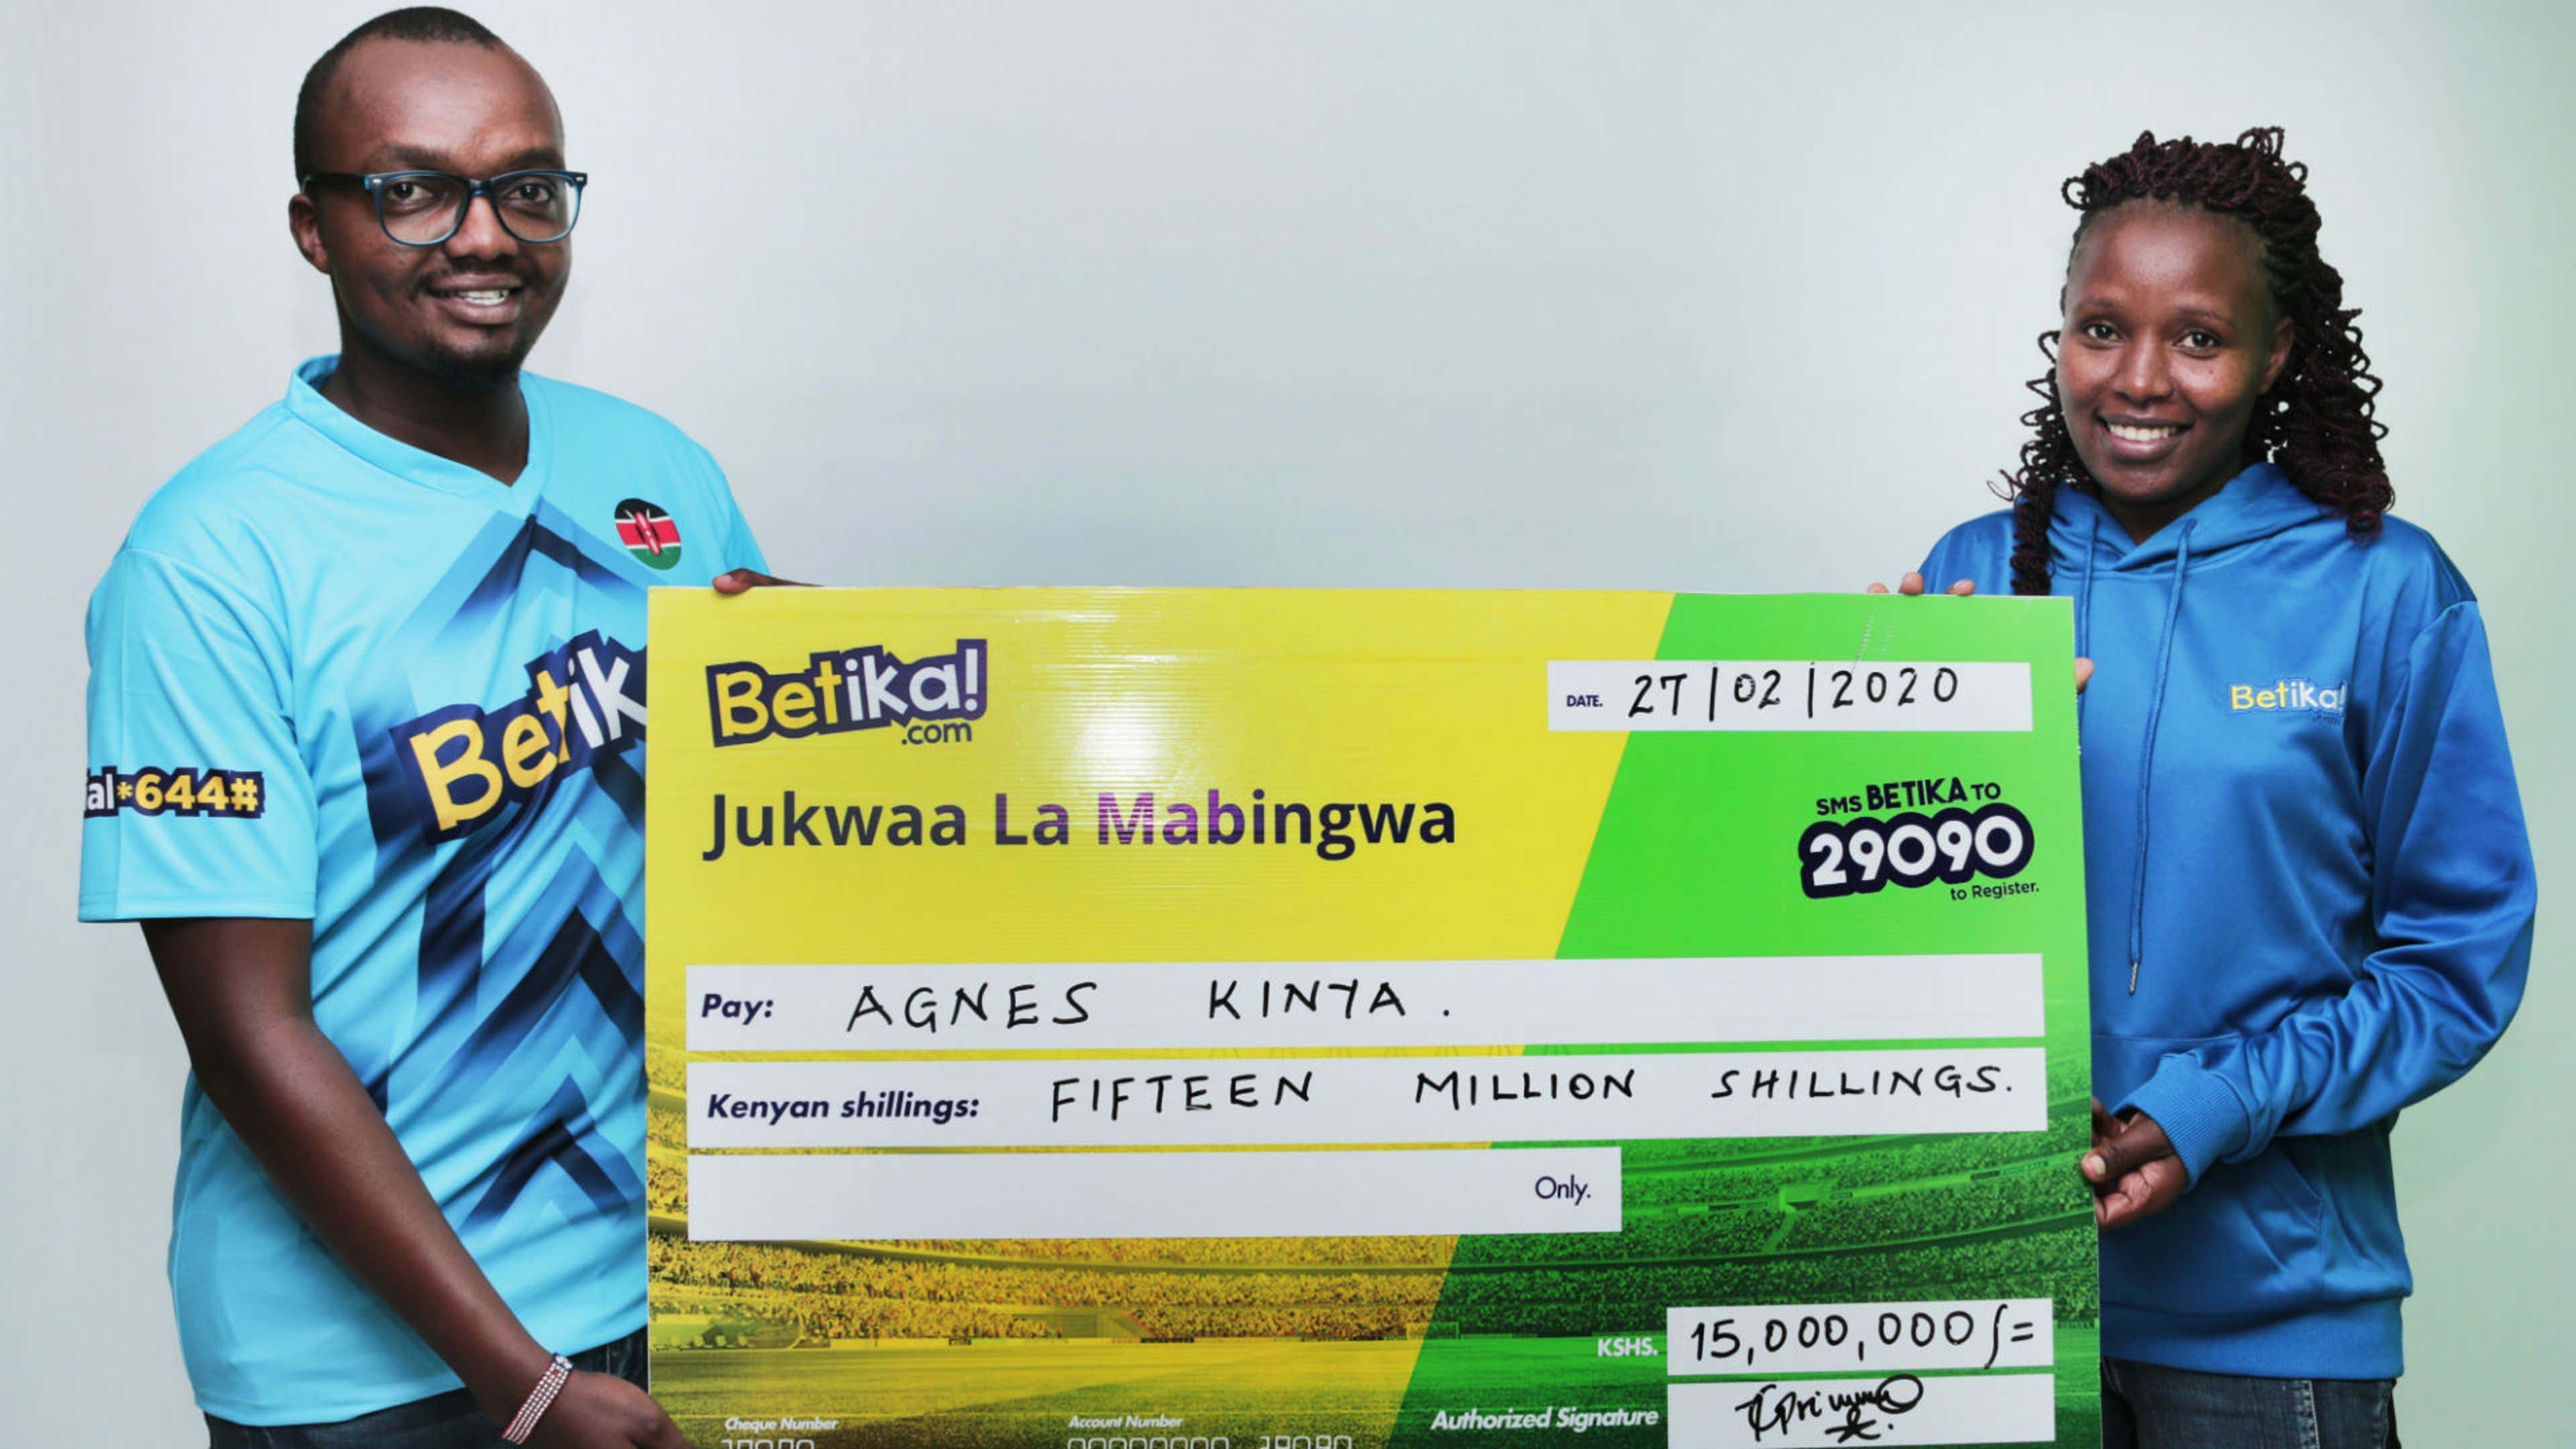 Betika!
.com
DATE. 27/02/2020
Jukwaa La Mabingwa
SMS BETIKA TO
29090
to Register.
Pay: AGNES KINYA.
Kenyan shillings: FIFTEEN MILLION SHILLINGS.
Only.
KSHS. 15,000,000/=
Authorized Signature
Cheque Number
Account Number
Betik
al*644#
Betika!